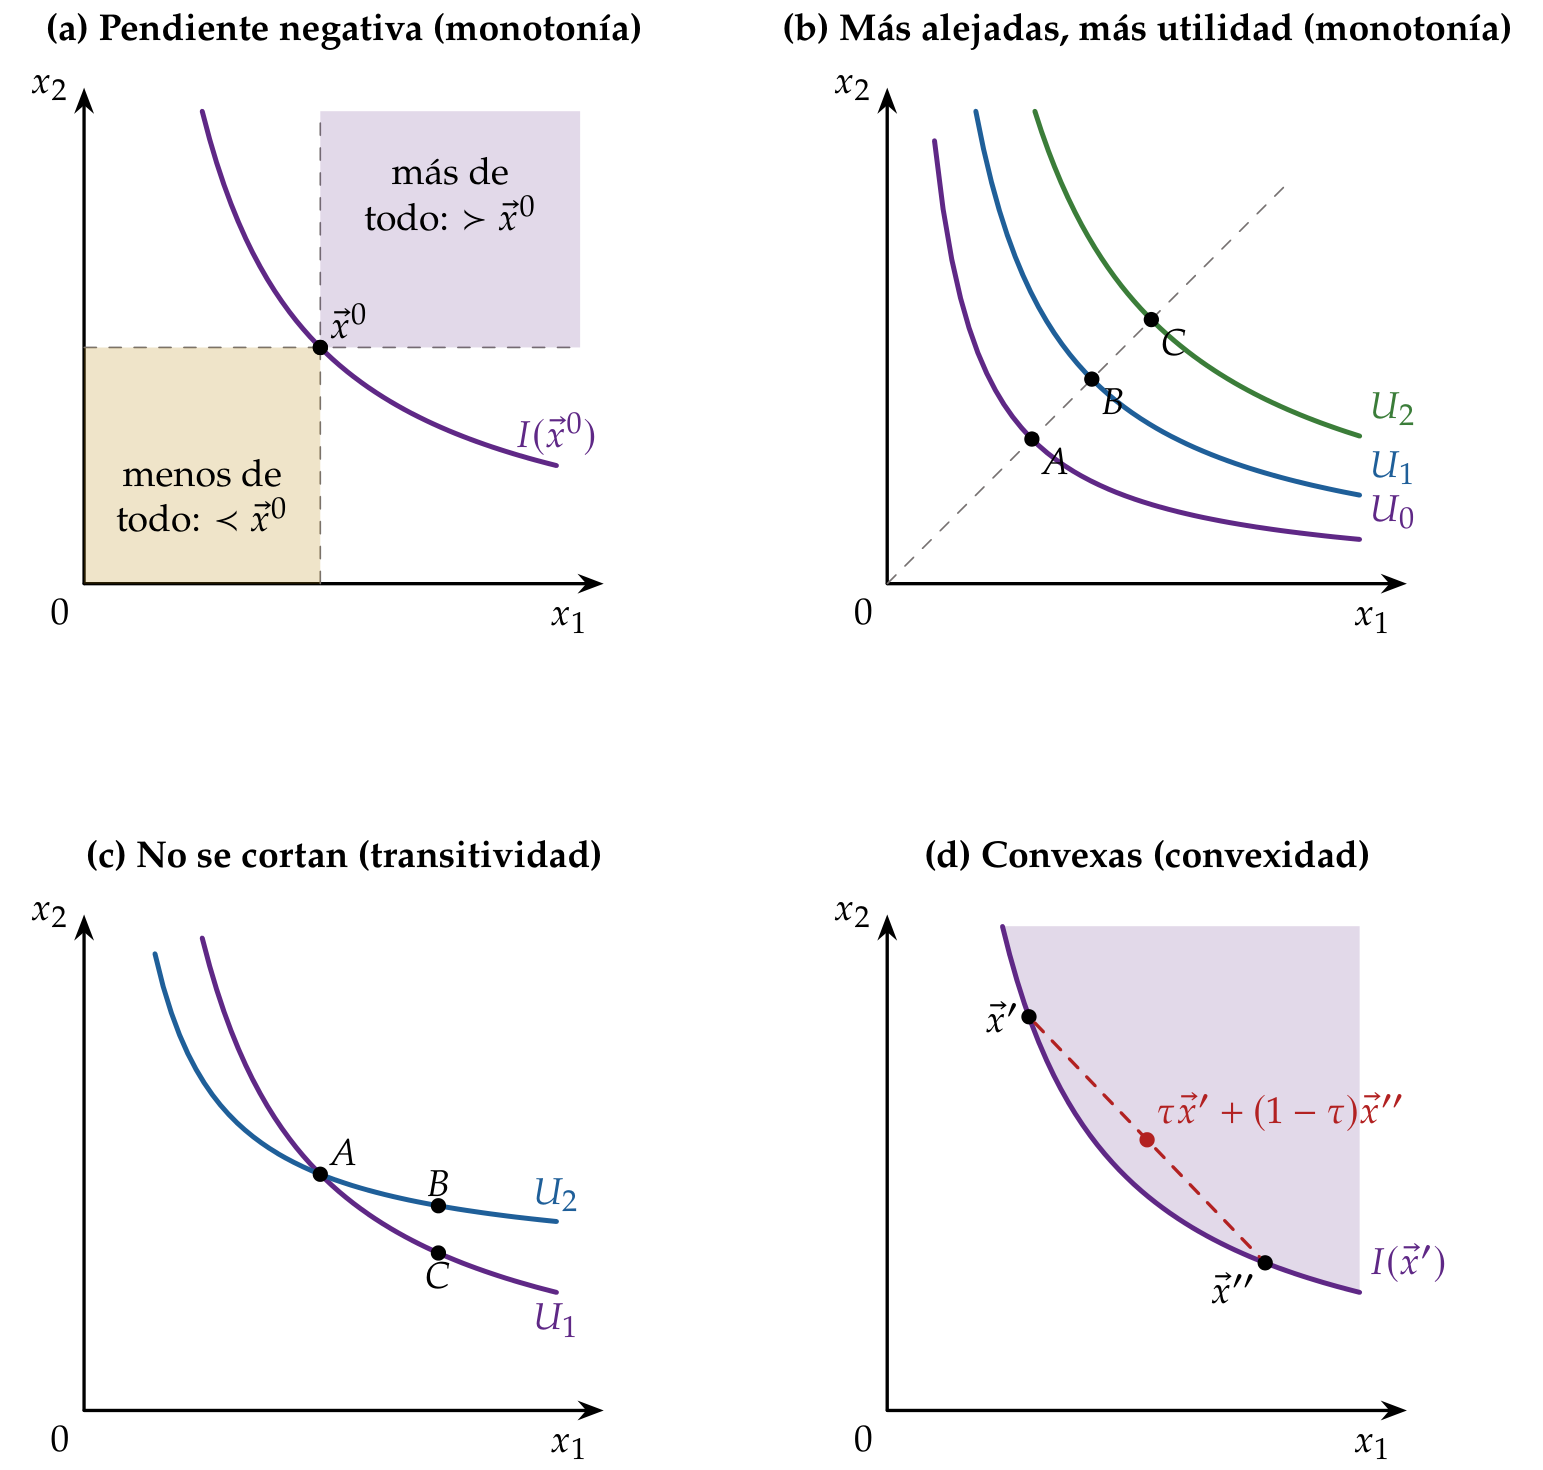 (a) Pendiente negativa (monotonía)
x₂
más de
todo: ≻ x⃗⁰
x⃗⁰
I(x⃗⁰)
menos de
todo: ≺ x⃗⁰
0
x₁
(b) Más alejadas, más utilidad (monotonía)
x₂
C
B
A
U₂
U₁
U₀
0
x₁
(c) No se cortan (transitividad)
x₂
A
B
U₂
C
U₁
0
x₁
(d) Convexas (convexidad)
x₂
x⃗′
τx⃗′ + (1 − τ)x⃗″
I(x⃗′)
x⃗″
0
x₁